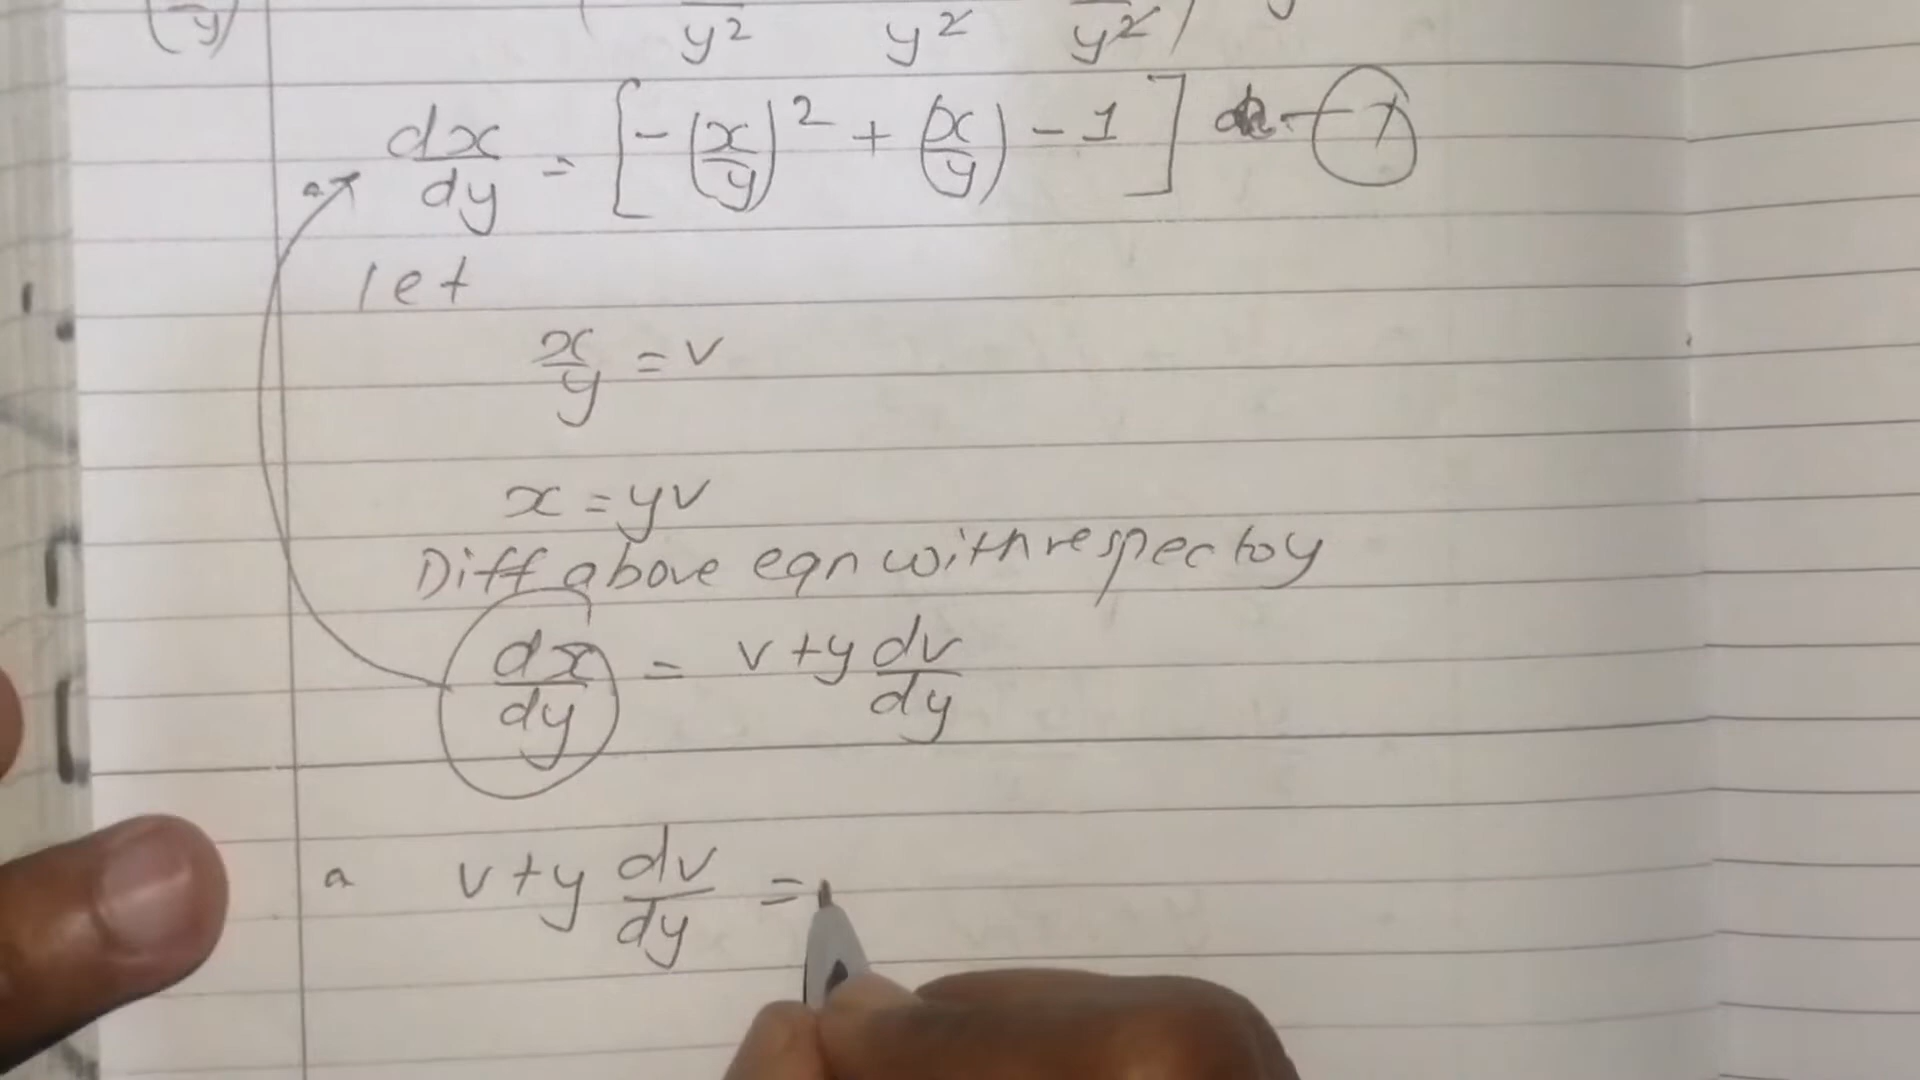 (‾/y) y² y² y²) y
dx/dy = [-(x/y)² + (x/y) - 1] - 1
let
x/y = v
x = yv
Diff above eqn with respec to y
dx/dy = v + y dv/dy
v + y dv/dy =